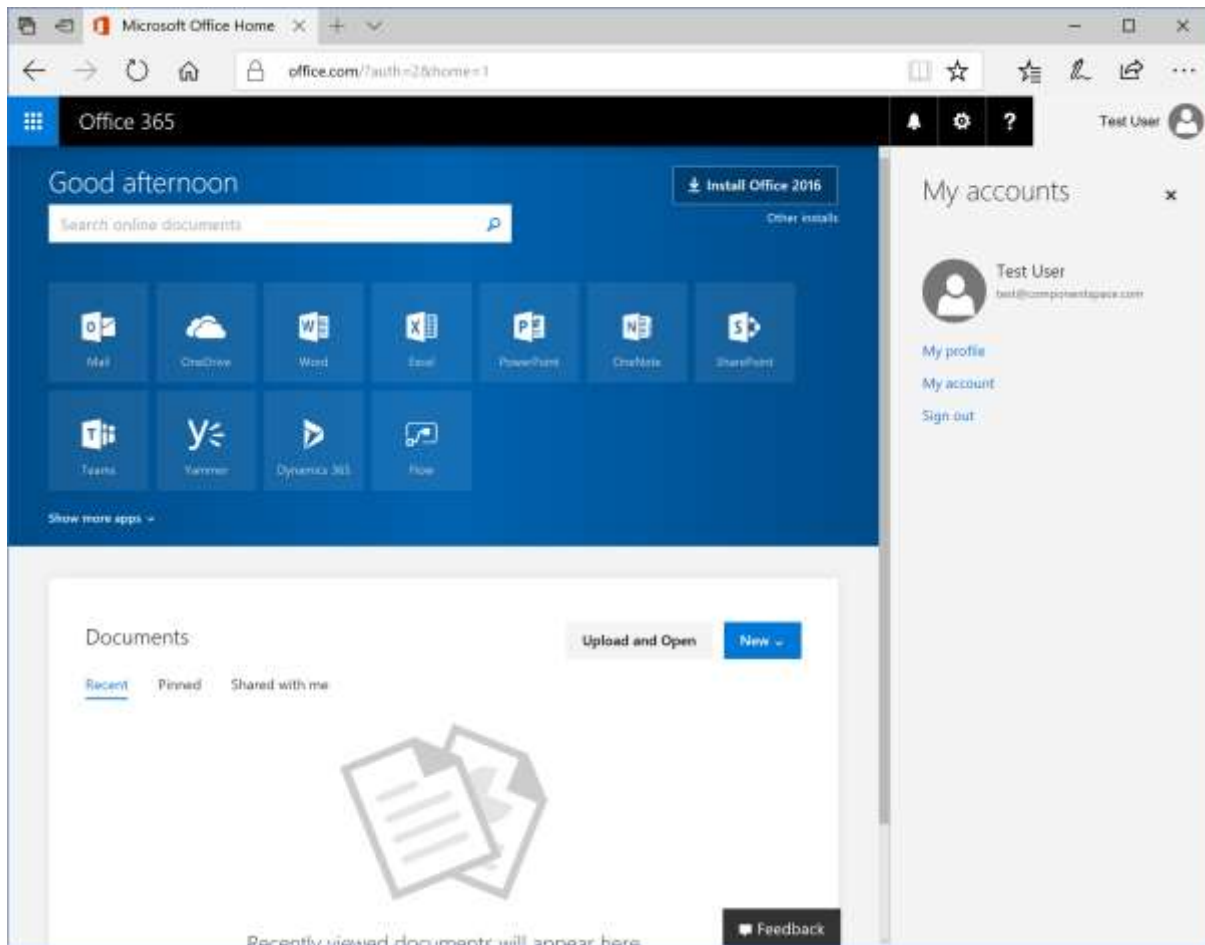 Microsoft Office Home
office.com/?auth=2&home=1
Office 365
Test User
Good afternoon
Install Office 2016
Other installs
Search online documents
Mail
OneDrive
Word
Excel
PowerPoint
OneNote
SharePoint
Teams
Yammer
Dynamics 365
Flow
Show more apps
My accounts
Test User
test@componentspace.com
My profile
My account
Sign out
Documents
Upload and Open
New
Recent
Pinned
Shared with me
Recently viewed documents will appear here
Feedback